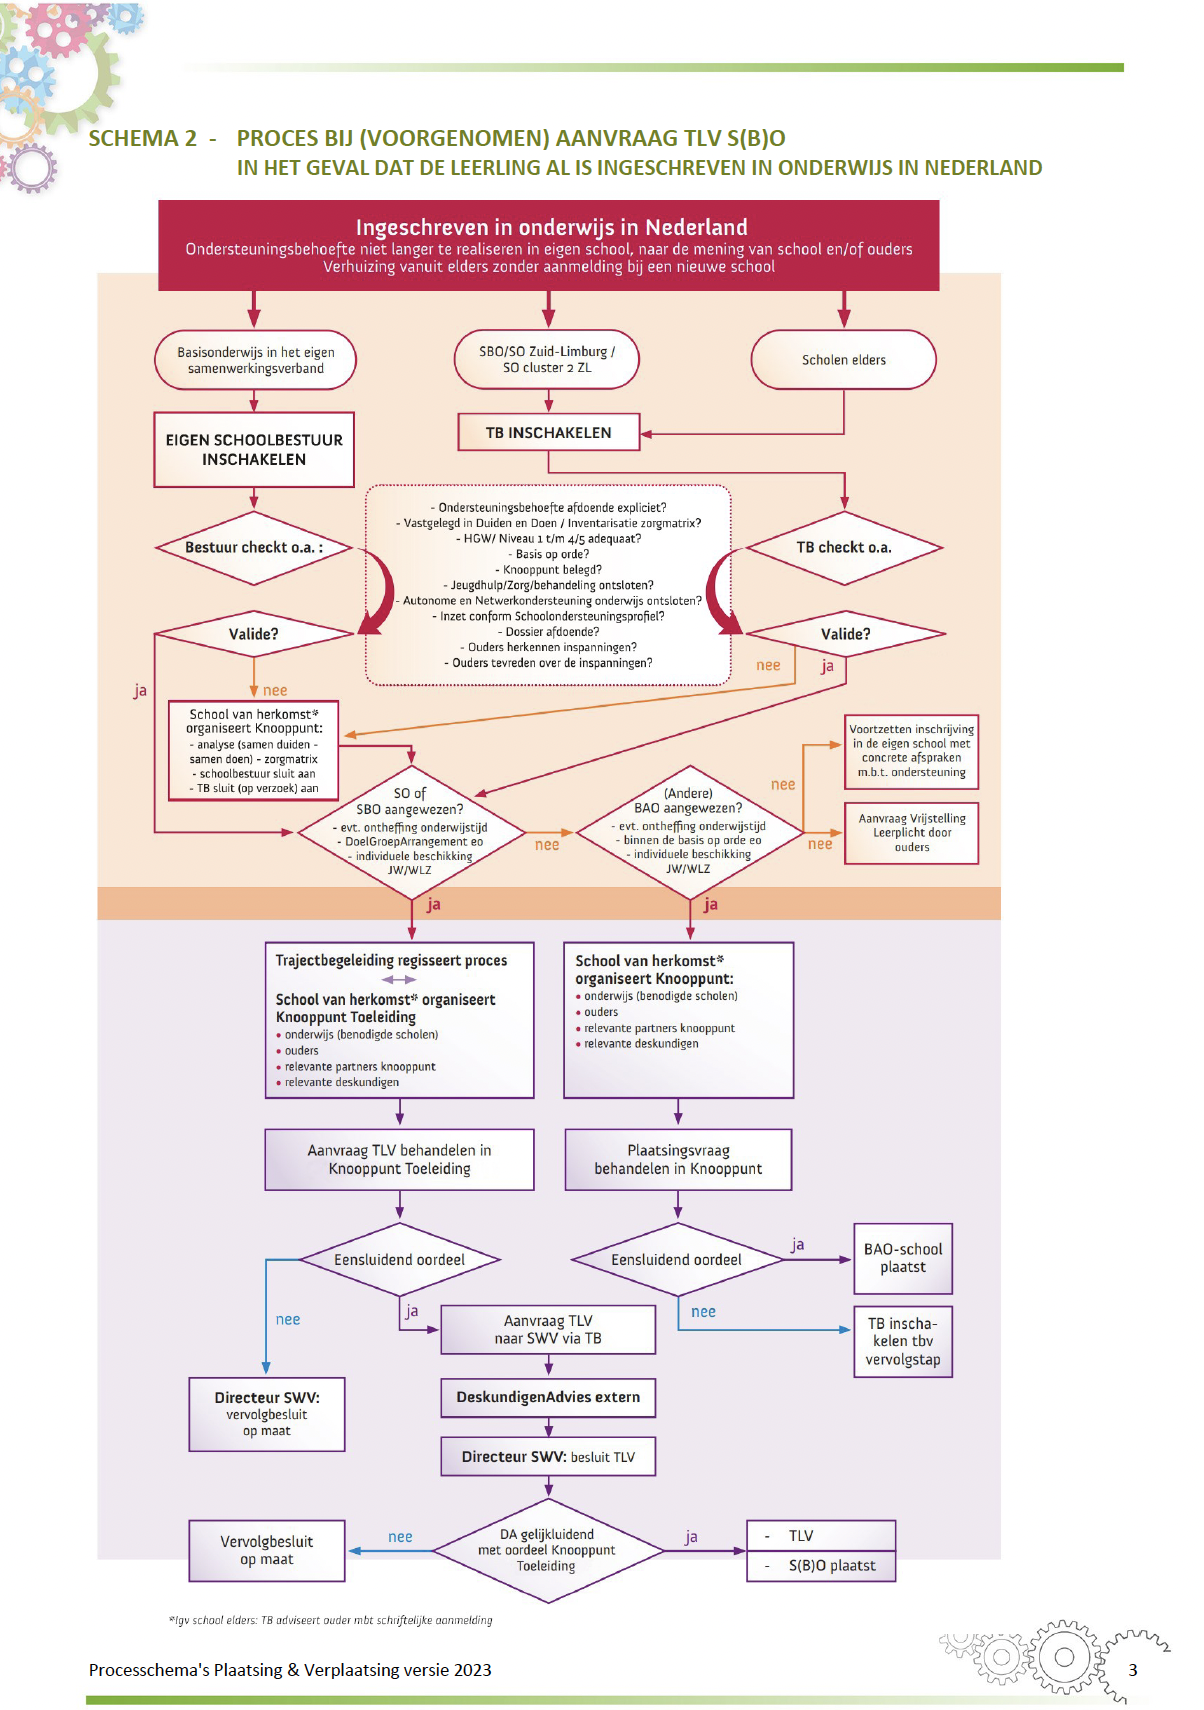 SCHEMA 2 - PROCES BIJ (VOORGENOMEN) AANVRAAG TLV S(B)O
IN HET GEVAL DAT DE LEERLING AL IS INGESCHREVEN IN ONDERWIJS IN NEDERLAND
Ingeschreven in onderwijs in Nederland
Ondersteuningsbehoefte niet langer te realiseren in eigen school, naar de mening van school en/of ouders
Verhuizing vanuit elders zonder aanmelding bij een nieuwe school
Basisonderwijs in het eigen
samenwerkingsverband
SBO/SO Zuid-Limburg /
SO cluster 2 ZL
Scholen elders
EIGEN SCHOOLBESTUUR
INSCHAKELEN
TB INSCHAKELEN
Bestuur checkt o.a. :
- Ondersteuningsbehoefte afdoende expliciet?
- Vastgelegd in Duiden en Doen / Inventarisatie zorgmatrix?
- HGW/ Niveau 1 t/m 4/5 adequaat?
- Basis op orde?
- Knooppunt belegd?
- Jeugdhulp/Zorg/behandeling ontsloten?
- Autonome en Netwerkondersteuning onderwijs ontsloten?
- Inzet conform Schoolondersteuningsprofiel?
- Dossier afdoende?
- Ouders herkennen inspanningen?
- Ouders tevreden over de inspanningen?
TB checkt o.a.
Valide?
Valide?
ja
nee
nee
ja
School van herkomst*
organiseert Knooppunt:
- analyse (samen duiden -
samen doen) - zorgmatrix
- schoolbestuur sluit aan
- TB sluit (op verzoek) aan
SO of
SBO aangewezen?
- evt. ontheffing onderwijstijd
- DoelGroepArrangement eo
- individuele beschikking
JW/WLZ
nee
(Andere)
BAO aangewezen?
- evt. ontheffing onderwijstijd
- binnen de basis op orde eo
- individuele beschikking
JW/WLZ
nee
Voortzetten inschrijving
in de eigen school met
concrete afspraken
m.b.t. ondersteuning
nee
Aanvraag Vrijstelling
Leerplicht door
ouders
ja
ja
Trajectbegeleiding regisseert proces
School van herkomst* organiseert
Knooppunt Toeleiding
• onderwijs (benodigde scholen)
• ouders
• relevante partners knooppunt
• relevante deskundigen
School van herkomst*
organiseert Knooppunt:
• onderwijs (benodigde scholen)
• ouders
• relevante partners knooppunt
• relevante deskundigen
Aanvraag TLV behandelen in
Knooppunt Toeleiding
Plaatsingsvraag
behandelen in Knooppunt
Eensluidend oordeel
Eensluidend oordeel
ja
BAO-school
plaatst
nee
ja
nee
TB inscha-
kelen tbv
vervolgstap
Aanvraag TLV
naar SWV via TB
Directeur SWV:
vervolgbesluit
op maat
DeskundigenAdvies extern
Directeur SWV: besluit TLV
DA gelijkluidend
met oordeel Knooppunt
Toeleiding
nee
Vervolgbesluit
op maat
ja
- TLV
- S(B)O plaatst
*Igv school elders: TB adviseert ouder mbt schriftelijke aanmelding
Processchema's Plaatsing & Verplaatsing versie 2023
3